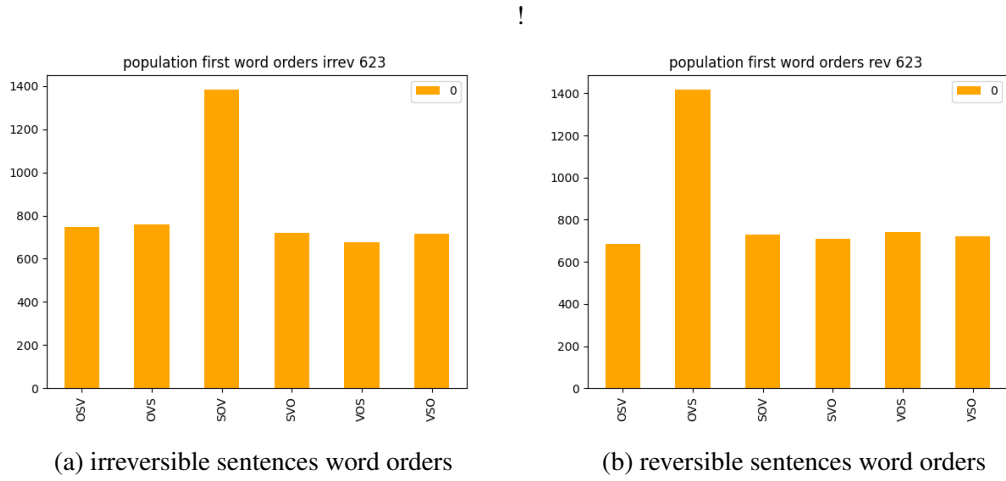 !
population first word orders irrev 623
0
1400
1200
1000
800
600
400
200
0
OSV
OVS
SOV
SVO
VOS
VSO
(a) irreversible sentences word orders
population first word orders rev 623
0
1400
1200
1000
800
600
400
200
0
OSV
OVS
SOV
SVO
VOS
VSO
(b) reversible sentences word orders